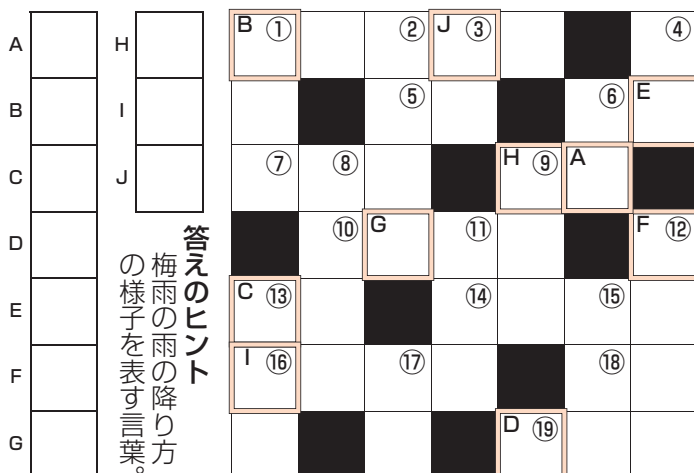 A
B
C
D
E
F
G
H
I
J
答えのヒント
梅雨の雨の降り方
の様子を表す言葉。
B ① ② J ③ ④
⑤ ⑥ E
⑦ ⑧ H ⑨ A
⑩ G ⑪ F ⑫
C ⑬ ⑭ ⑮
I ⑯ ⑰ ⑱
D ⑲